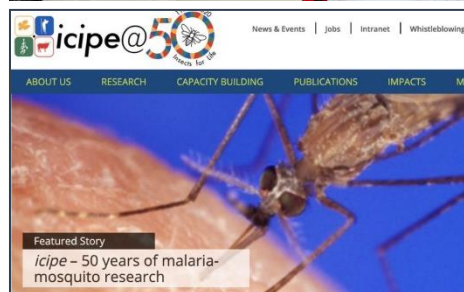 icipe@50
Insects for Life
News & Events | Jobs | Intranet | Whistleblowing
ABOUT US RESEARCH CAPACITY BUILDING PUBLICATIONS IMPACTS M
Featured Story
icipe – 50 years of malaria-
mosquito research